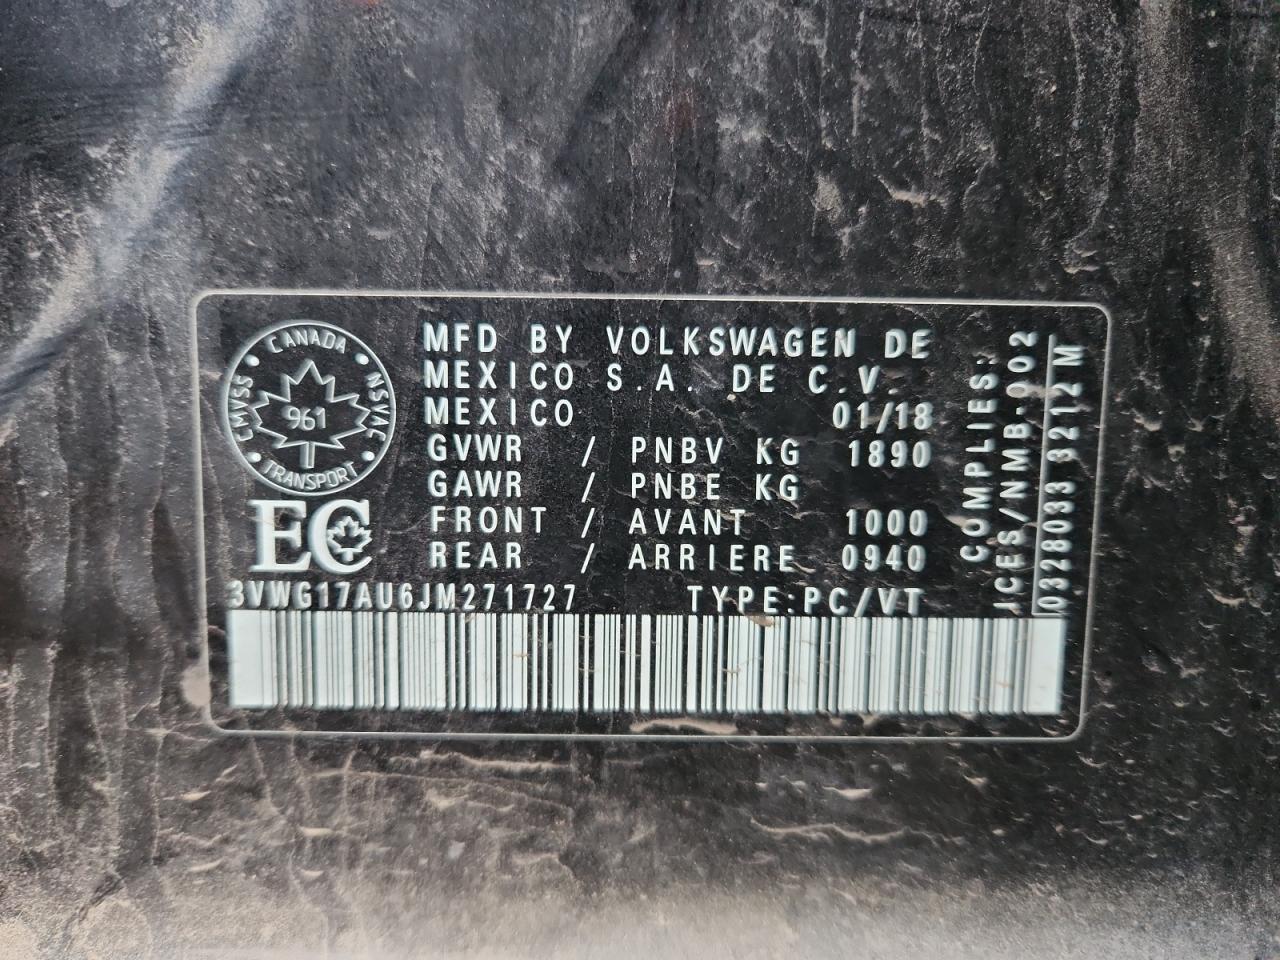 CANADA
CMVSS
NSVAC
961
TRANSPORT
EC
MFD BY VOLKSWAGEN DE
MEXICO S.A. DE C.V.
MEXICO 01/18
GVWR / PNBV KG 1890
GAWR / PNBE KG
FRONT / AVANT 1000
REAR / ARRIERE 0940
3VWG17AU6JM271727 TYPE:PC/VT
COMPLIES:
ICES/NMB-002
0328033 3212 M